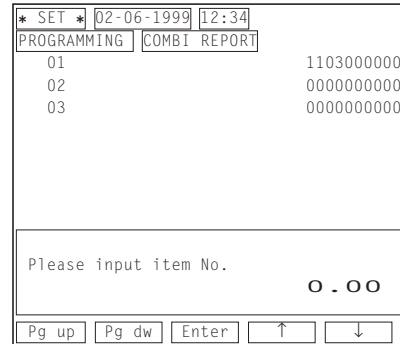 * SET * 02-06-1999 12:34
PROGRAMMING COMBI REPORT
01 1103000000
02 0000000000
03 0000000000
Please input item No.
0.00
Pg up Pg dw Enter ↑ ↓